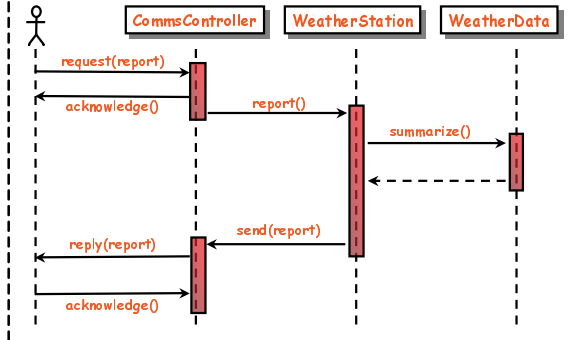 CommsController
WeatherStation
WeatherData
request(report)
acknowledge()
report()
summarize()
send(report)
reply(report)
acknowledge()